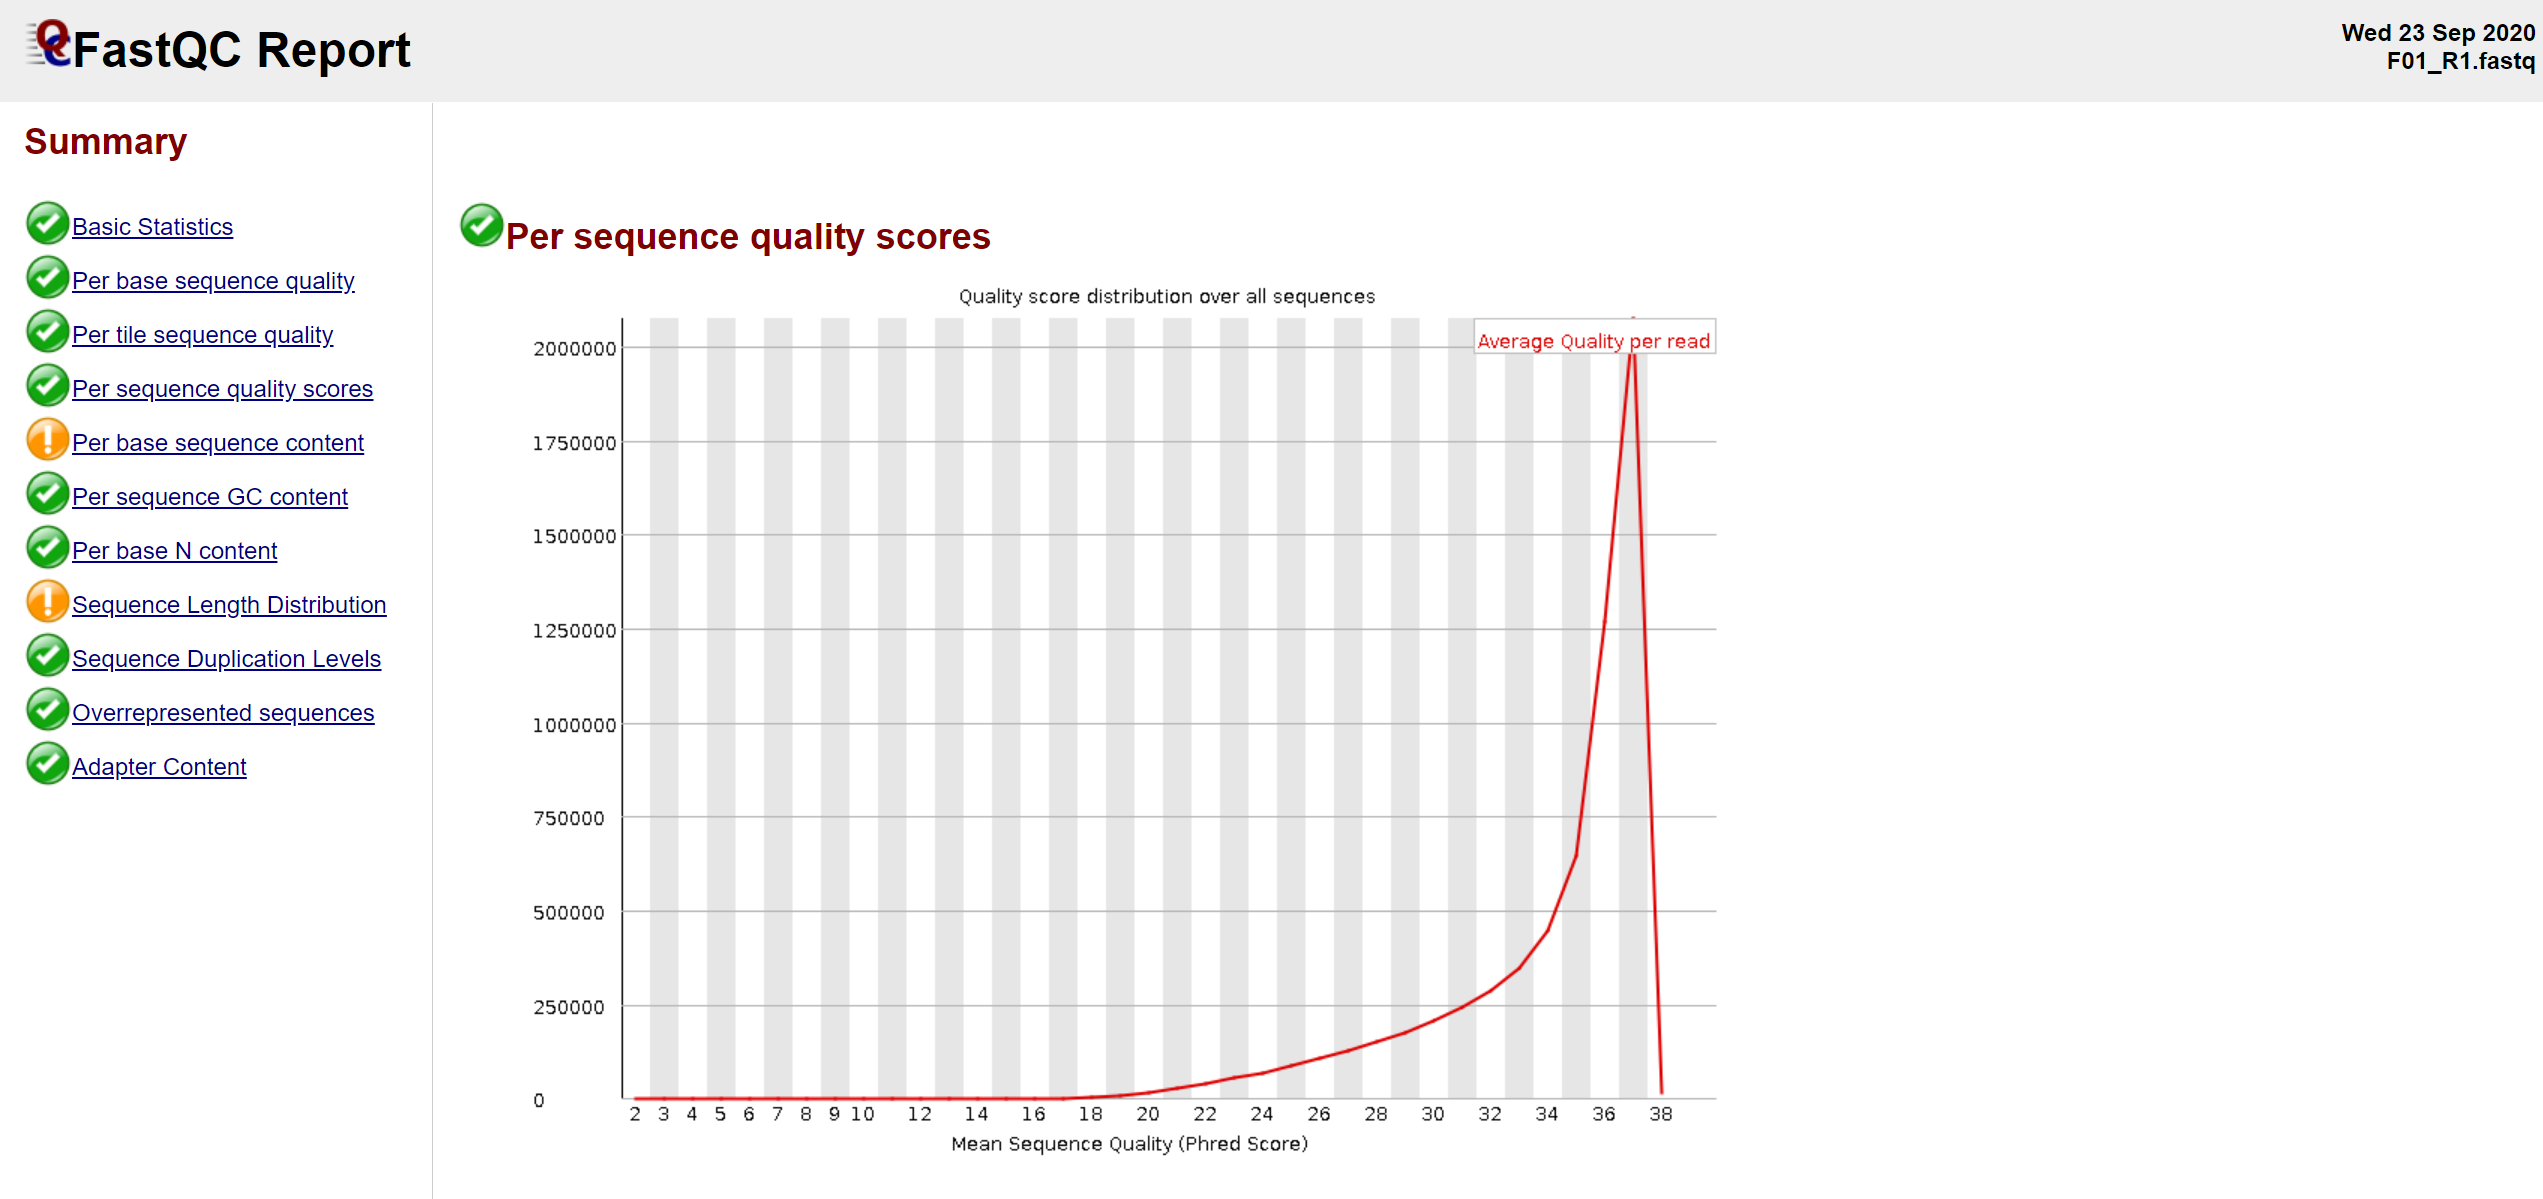 FastQC Report
Wed 23 Sep 2020
F01_R1.fastq
Summary
Basic Statistics
Per base sequence quality
Per tile sequence quality
Per sequence quality scores
Per base sequence content
Per sequence GC content
Per base N content
Sequence Length Distribution
Sequence Duplication Levels
Overrepresented sequences
Adapter Content
Per sequence quality scores
Quality score distribution over all sequences
Average Quality per read
2000000
1750000
1500000
1250000
1000000
750000
500000
250000
0
2 3 4 5 6 7 8 9 10 12 14 16 18 20 22 24 26 28 30 32 34 36 38
Mean Sequence Quality (Phred Score)